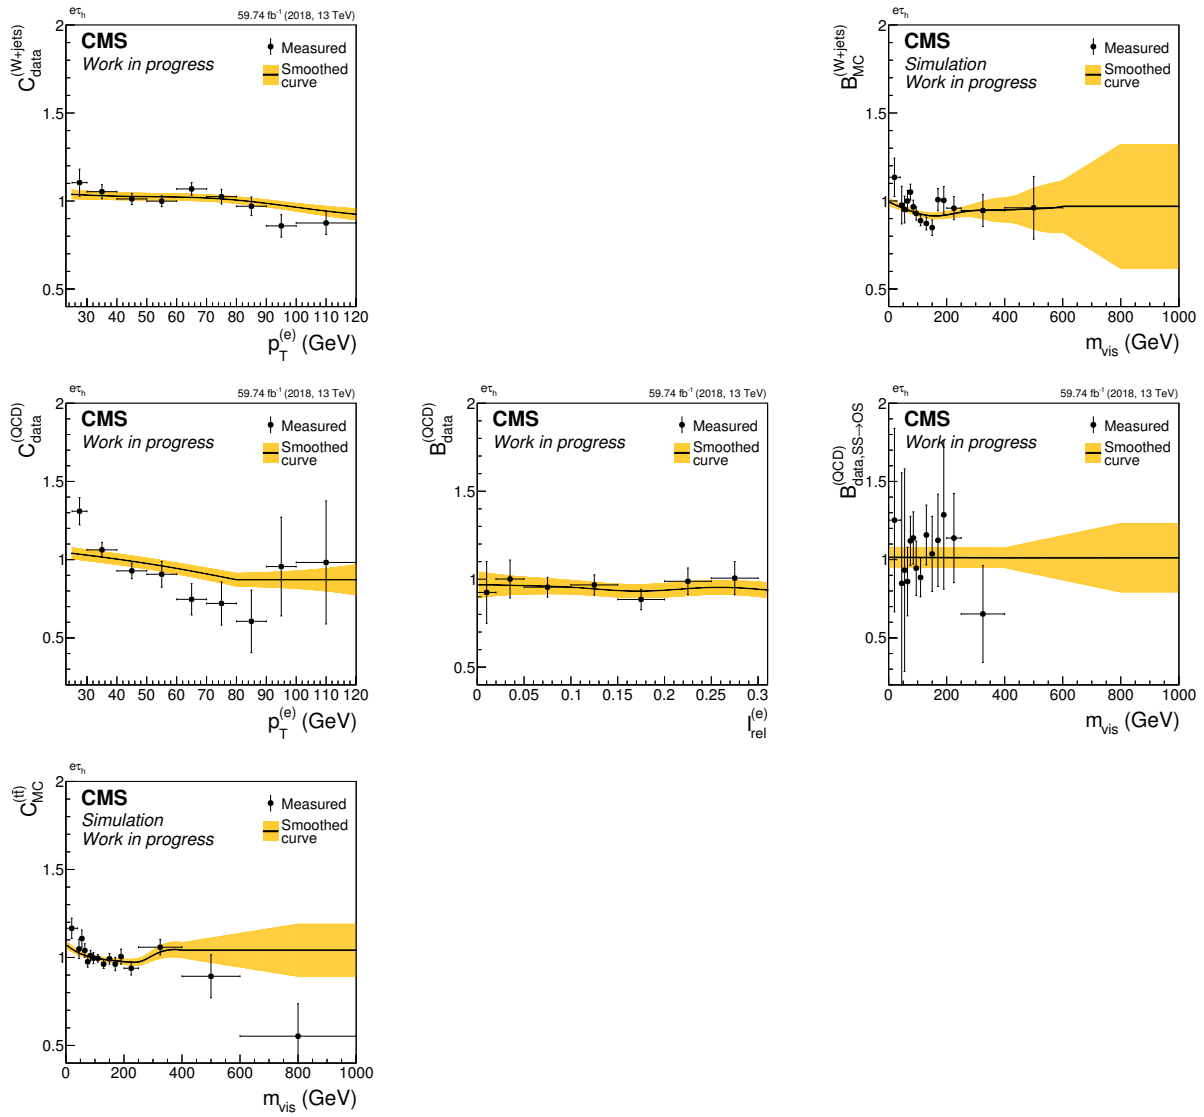 eτh 59.74 fb⁻¹ (2018, 13 TeV)
CMS
Work in progress
Measured
Smoothed
curve
C data (W+jets)
2
1.5
1
0.5
30 40 50 60 70 80 90 100 110 120
pT(e) (GeV)
eτh
CMS
Simulation
Work in progress
Measured
Smoothed
curve
B MC (W+jets)
2
1.5
1
0.5
0 200 400 600 800 1000
mvis (GeV)
eτh 59.74 fb⁻¹ (2018, 13 TeV)
CMS
Work in progress
Measured
Smoothed
curve
C data (QCD)
2
1.5
1
0.5
30 40 50 60 70 80 90 100 110 120
pT(e) (GeV)
eτh 59.74 fb⁻¹ (2018, 13 TeV)
CMS
Work in progress
Measured
Smoothed
curve
B data (QCD)
2
1.5
1
0.5
0 0.05 0.1 0.15 0.2 0.25 0.3
Irel(e)
eτh 59.74 fb⁻¹ (2018, 13 TeV)
CMS
Work in progress
Measured
Smoothed
curve
B data,SS→OS (QCD)
2
1.5
1
0.5
0 200 400 600 800 1000
mvis (GeV)
eτh
CMS
Simulation
Work in progress
Measured
Smoothed
curve
C MC (tt̄)
2
1.5
1
0.5
0 200 400 600 800 1000
mvis (GeV)